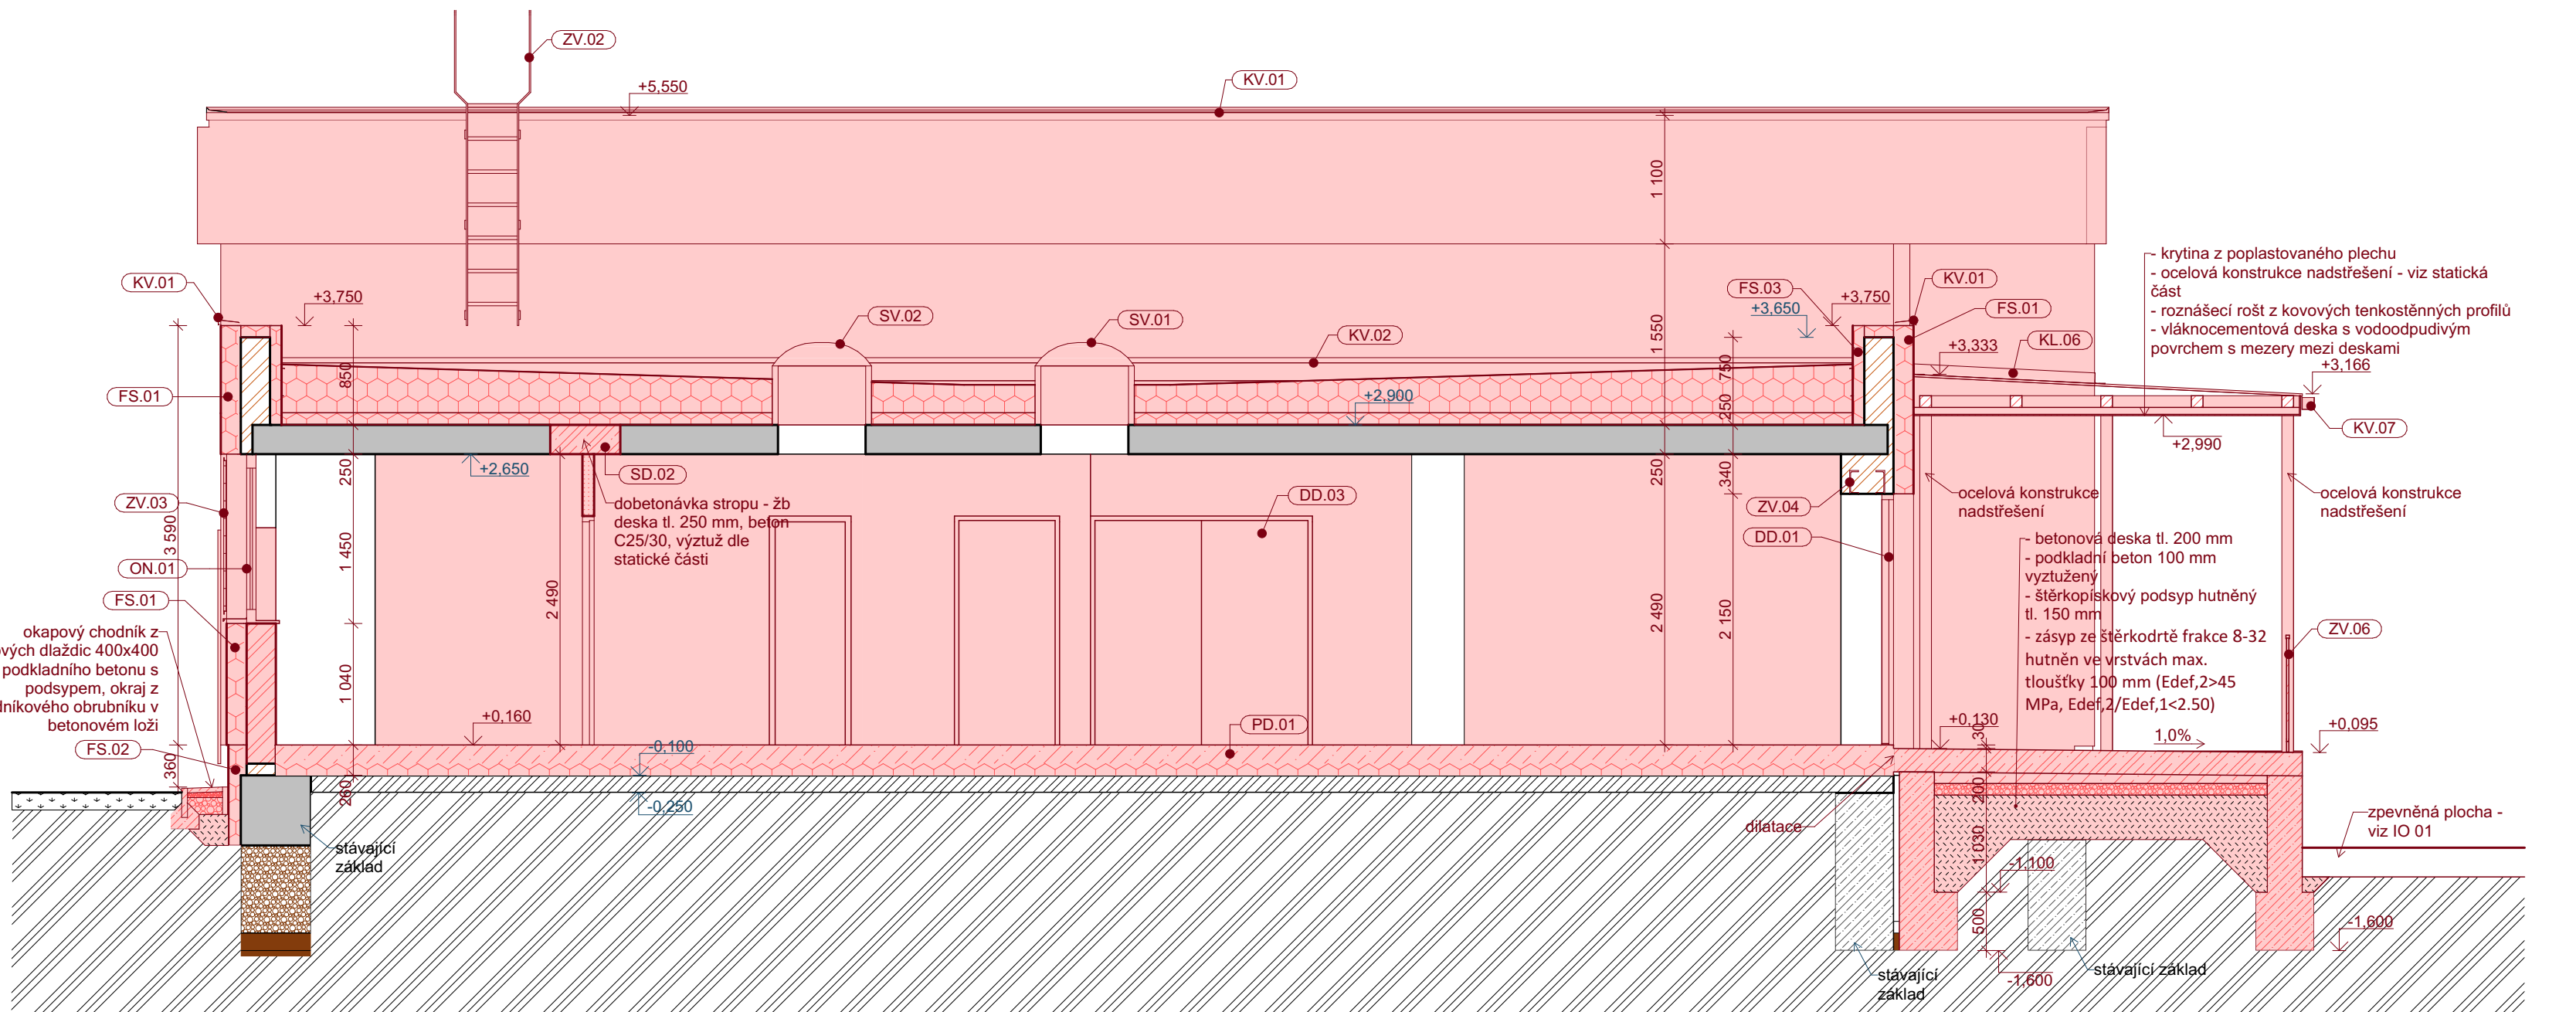 ZV.02
KV.01
+5,550
1 100
- krytina z poplastovaného plechu
- ocelová konstrukce nadstřešení - viz statická
část
- roznášecí rošt z kovových tenkostěnných profilů
- vláknocementová deska s vodoodpudivým
povrchem s mezery mezi deskami
KV.01
+3,750
SV.02
SV.01
KV.02
1 550
FS.03
+3,650
+3,750
KV.01
FS.01
+3,333
KL.06
+3,166
FS.01
850
+2,900
750
250
KV.07
+2,990
250
+2,650
SD.02
250
340
dobetonávka stropu - žb
deska tl. 250 mm, beton
C25/30, výztuž dle
statické části
DD.03
ZV.04
ocelová konstrukce
nadstřešení
ocelová konstrukce
nadstřešení
ZV.03
3 590
1 450
ON.01
2 490
2 490
2 150
DD.01
- betonová deska tl. 200 mm
- podkladní beton 100 mm
vyztužený
- štěrkopískový podsyp hutněný
tl. 150 mm
- zásyp ze štěrkodrtě frakce 8-32
hutněn ve vrstvách max.
tloušťky 100 mm (Edef,2>45
MPa, Edef,2/Edef,1<2.50)
ZV.06
FS.01
okapový chodník z
ových dlaždic 400x400
podkladního betonu s
podsypem, okraj z
dníkového obrubníku v
betonovém loži
1 040
FS.02
+0,160
PD.01
+0,130
30
1,0%
+0,095
360
260
-0,100
-0,250
200
dilatace
zpevněná plocha -
viz IO 01
stávající
základ
1 030
-1,100
500
-1,600
-1,600
stávající
základ
stávající základ